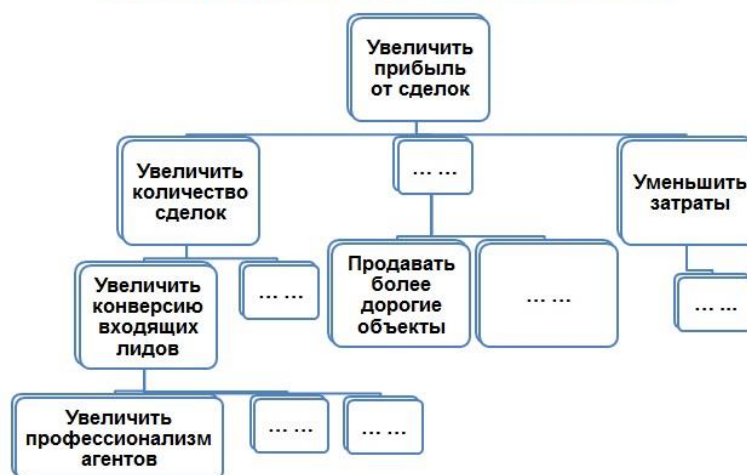 Увеличить
прибыль
от сделок
Увеличить
количество
сделок
... ...
Уменьшить
затраты
Увеличить
конверсию
входящих
лидов
... ...
Продавать
более
дорогие
объекты
... ...
... ...
Увеличить
профессионализм
агентов
... ...
... ...